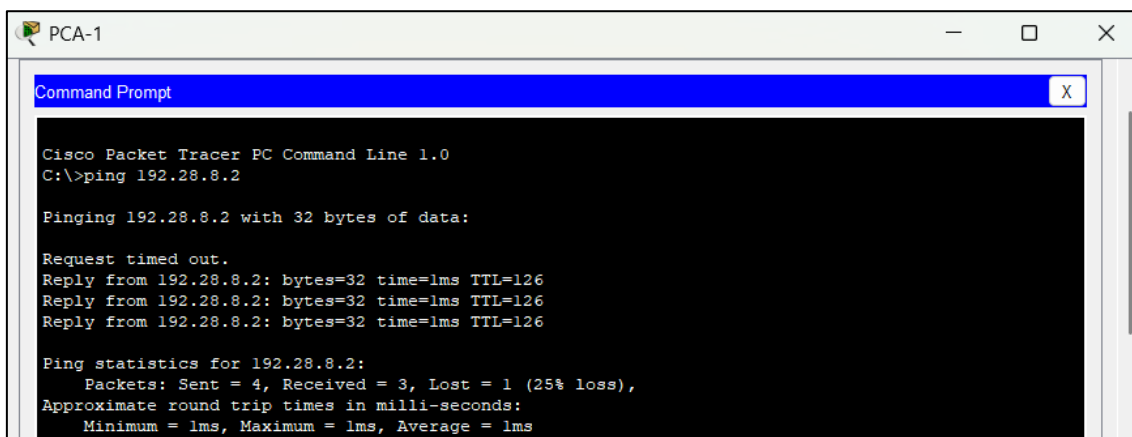 PCA-1
Command Prompt
X
Cisco Packet Tracer PC Command Line 1.0
C:\>ping 192.28.8.2
Pinging 192.28.8.2 with 32 bytes of data:
Request timed out.
Reply from 192.28.8.2: bytes=32 time=1ms TTL=126
Reply from 192.28.8.2: bytes=32 time=1ms TTL=126
Reply from 192.28.8.2: bytes=32 time=1ms TTL=126
Ping statistics for 192.28.8.2:
    Packets: Sent = 4, Received = 3, Lost = 1 (25% loss),
Approximate round trip times in milli-seconds:
    Minimum = 1ms, Maximum = 1ms, Average = 1ms